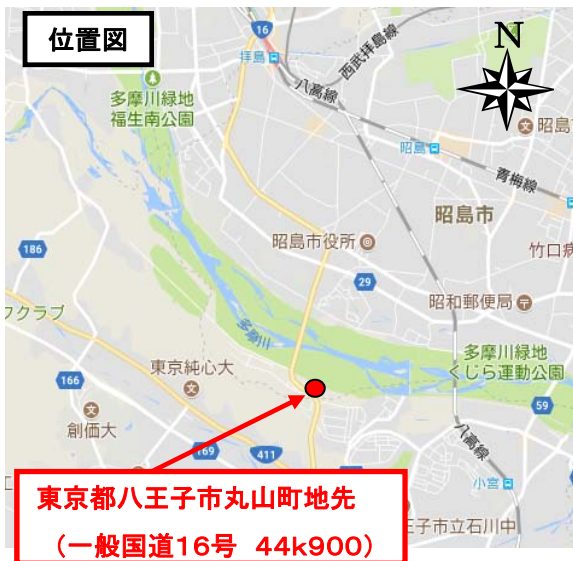 位置図
N
16
拝島
西武拝島線
八高線
多摩川緑地
福生南公園
昭島
昭島
青梅線
昭島市
昭島市役所
竹口病
186
29
昭和郵便局
フクラブ
多摩川
東京純心大
多摩川緑地
くじら運動公園
166
59
創価大
169
411
八高線
小宮
東京都八王子市丸山町地先
（一般国道16号 44k900）
王子市立石川中